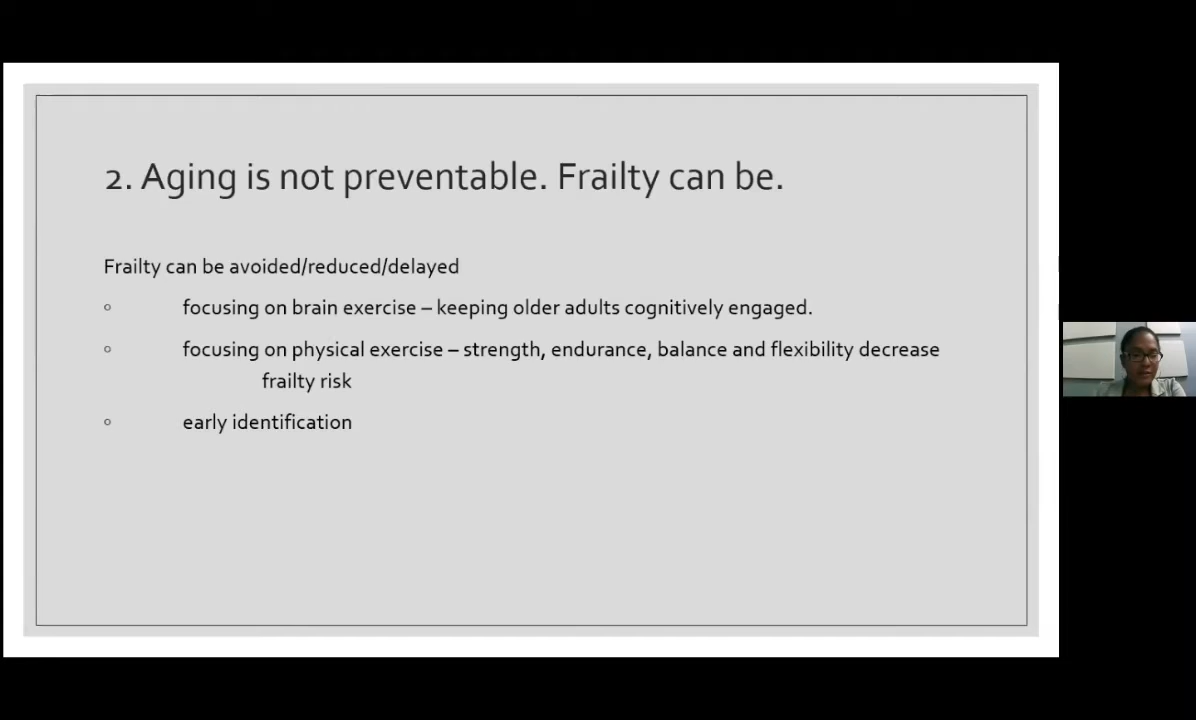 2. Aging is not preventable. Frailty can be.
Frailty can be avoided/reduced/delayed
◦ focusing on brain exercise – keeping older adults cognitively engaged.
◦ focusing on physical exercise – strength, endurance, balance and flexibility decrease
frailty risk
◦ early identification